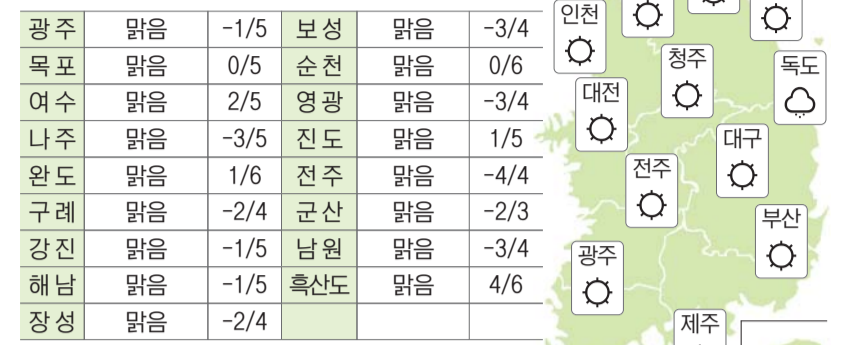 광주 맑음 -1/5 보성 맑음 -3/4
목포 맑음 0/5 순천 맑음 0/6
여수 맑음 2/5 영광 맑음 -3/4
나주 맑음 -3/5 진도 맑음 1/5
완도 맑음 1/6 전주 맑음 -4/4
구례 맑음 -2/4 군산 맑음 -2/3
강진 맑음 -1/5 남원 맑음 -3/4
해남 맑음 -1/5 흑산도 맑음 4/6
장성 맑음 -2/4
인천
청주
독도
대전
대구
전주
부산
광주
제주